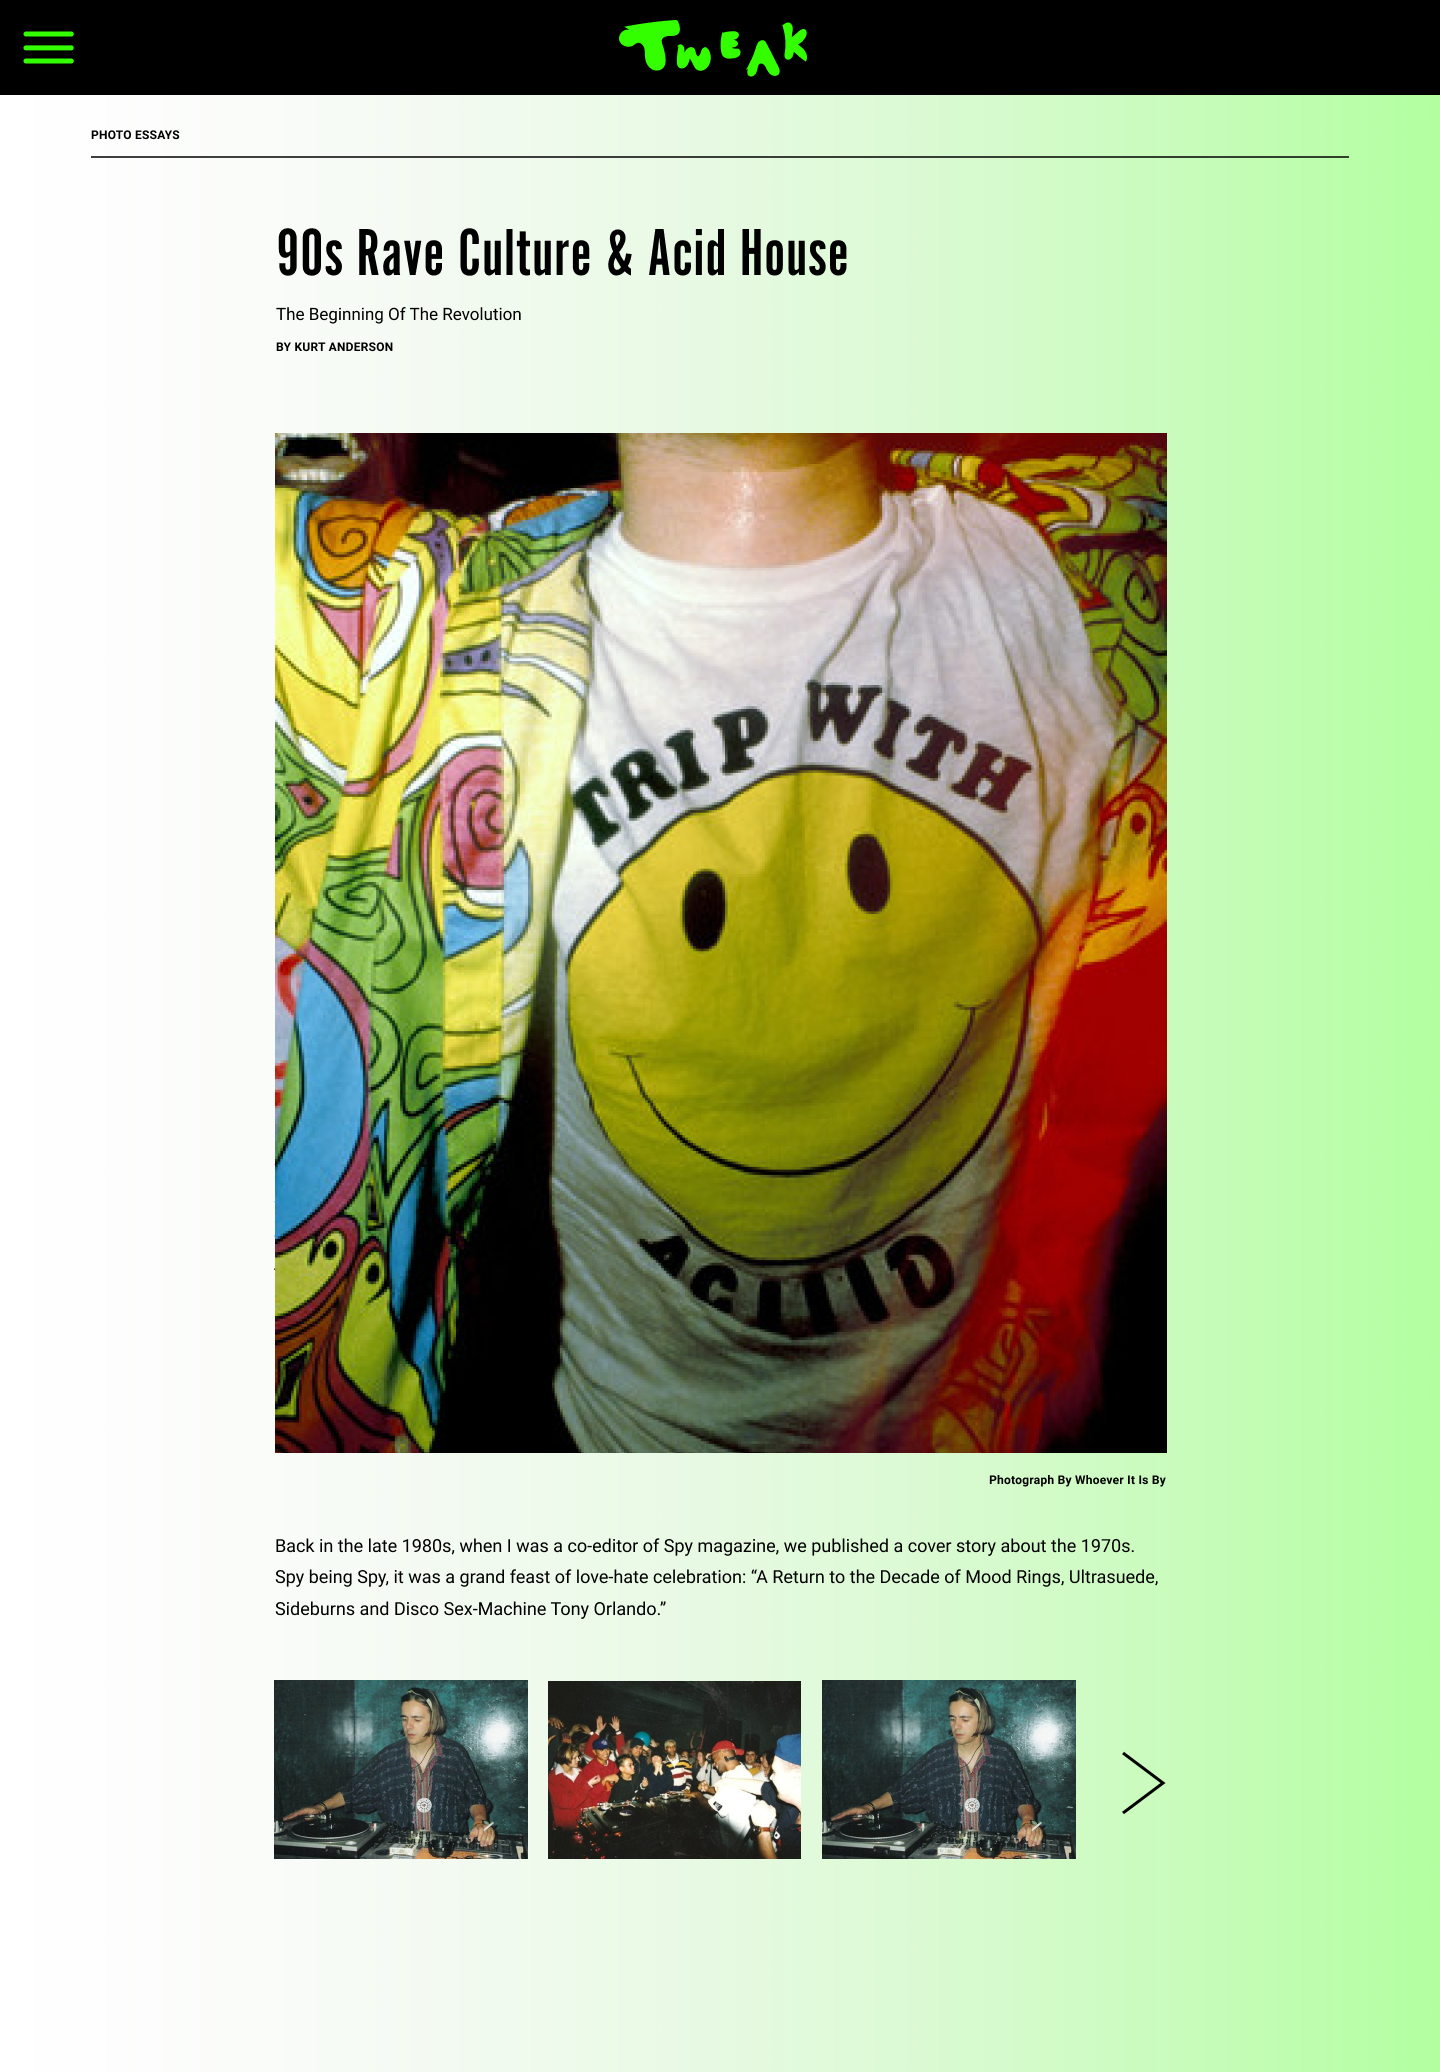 TWEAK
PHOTO ESSAYS
90s Rave Culture & Acid House
The Beginning Of The Revolution
BY KURT ANDERSON
TRIP WITH
ACIIID
Photograph By Whoever It Is By
Back in the late 1980s, when I was a co-editor of Spy magazine, we published a cover story about the 1970s.
Spy being Spy, it was a grand feast of love-hate celebration: “A Return to the Decade of Mood Rings, Ultrasuede,
Sideburns and Disco Sex-Machine Tony Orlando.”